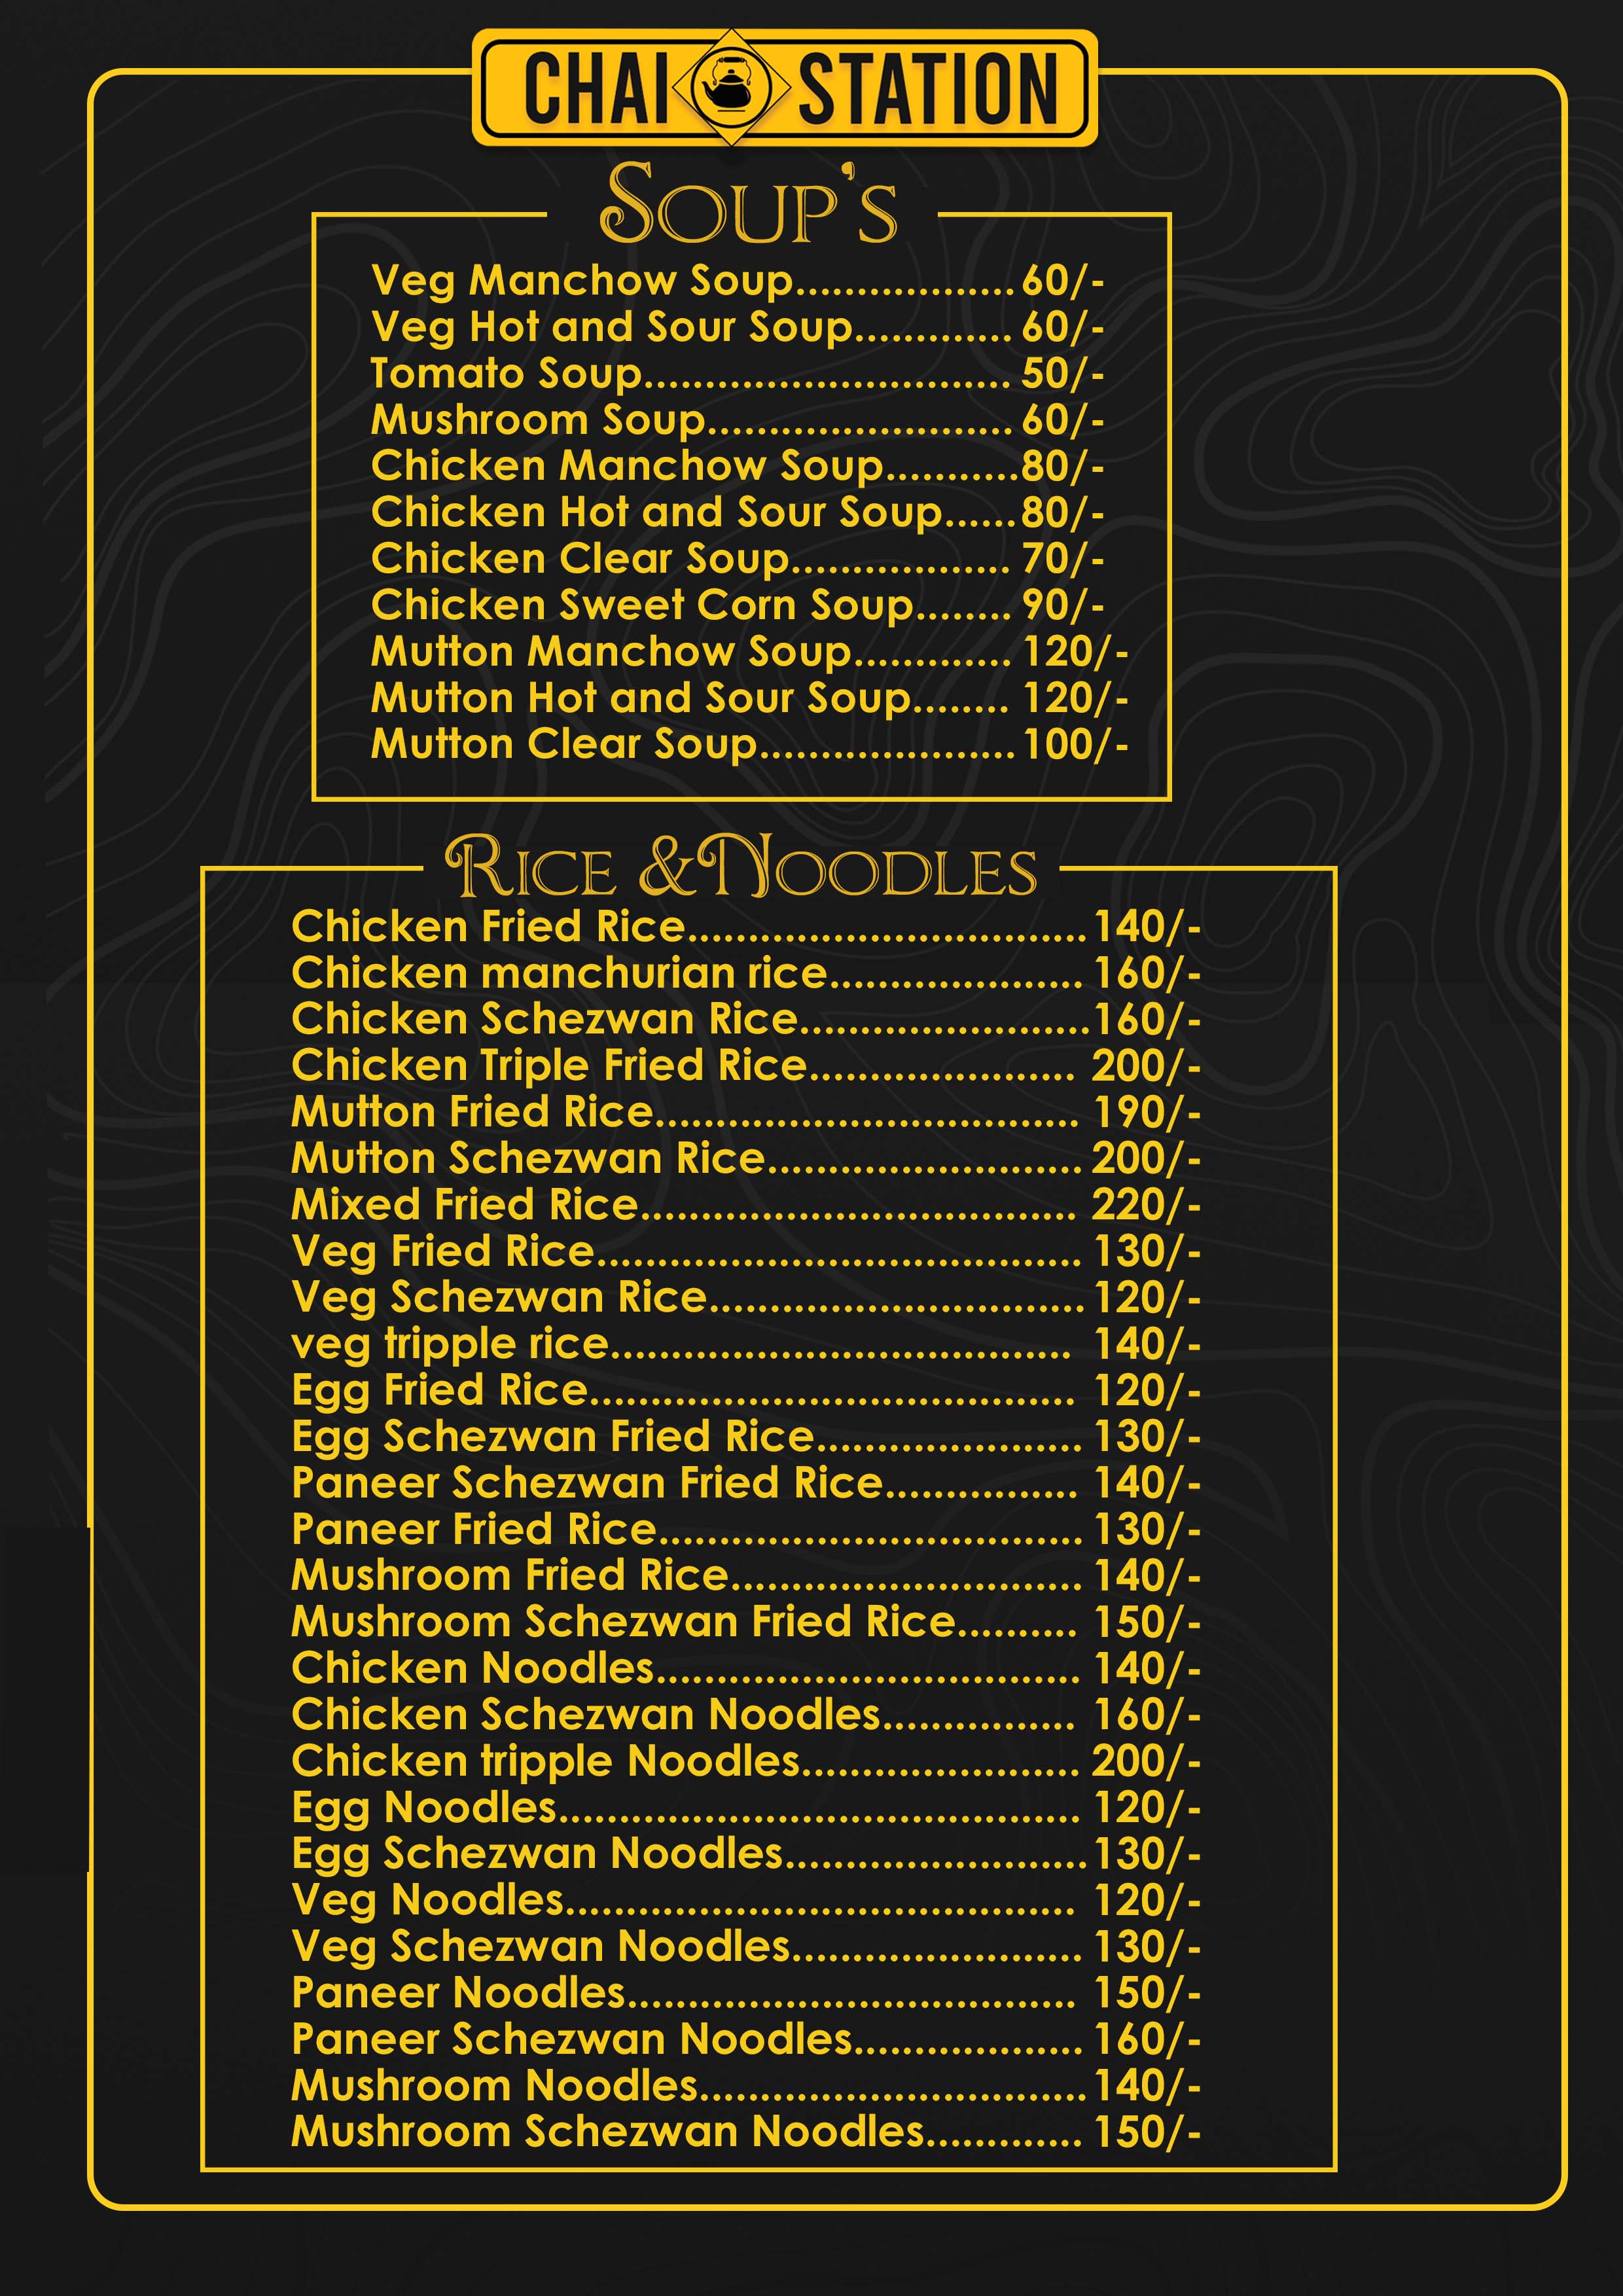 CHAI STATION
Soup's
Veg Manchow Soup.................. 60/-
Veg Hot and Sour Soup............. 60/-
Tomato Soup.............................. 50/-
Mushroom Soup......................... 60/-
Chicken Manchow Soup...........80/-
Chicken Hot and Sour Soup......80/-
Chicken Clear Soup.................. 70/-
Chicken Sweet Corn Soup........ 90/-
Mutton Manchow Soup............. 120/-
Mutton Hot and Sour Soup........ 120/-
Mutton Clear Soup..................... 100/-
Rice &Noodles
Chicken Fried Rice.................................140/-
Chicken manchurian rice..................... 160/-
Chicken Schezwan Rice........................160/-
Chicken Triple Fried Rice...................... 200/-
Mutton Fried Rice................................... 190/-
Mutton Schezwan Rice.......................... 200/-
Mixed Fried Rice.................................... 220/-
Veg Fried Rice........................................ 130/-
Veg Schezwan Rice............................... 120/-
veg tripple rice...................................... 140/-
Egg Fried Rice........................................ 120/-
Egg Schezwan Fried Rice...................... 130/-
Paneer Schezwan Fried Rice................ 140/-
Paneer Fried Rice................................... 130/-
Mushroom Fried Rice............................. 140/-
Mushroom Schezwan Fried Rice.......... 150/-
Chicken Noodles................................... 140/-
Chicken Schezwan Noodles................ 160/-
Chicken tripple Noodles....................... 200/-
Egg Noodles........................................... 120/-
Egg Schezwan Noodles.........................130/-
Veg Noodles.......................................... 120/-
Veg Schezwan Noodles........................ 130/-
Paneer Noodles..................................... 150/-
Paneer Schezwan Noodles................... 160/-
Mushroom Noodles................................140/-
Mushroom Schezwan Noodles............. 150/-